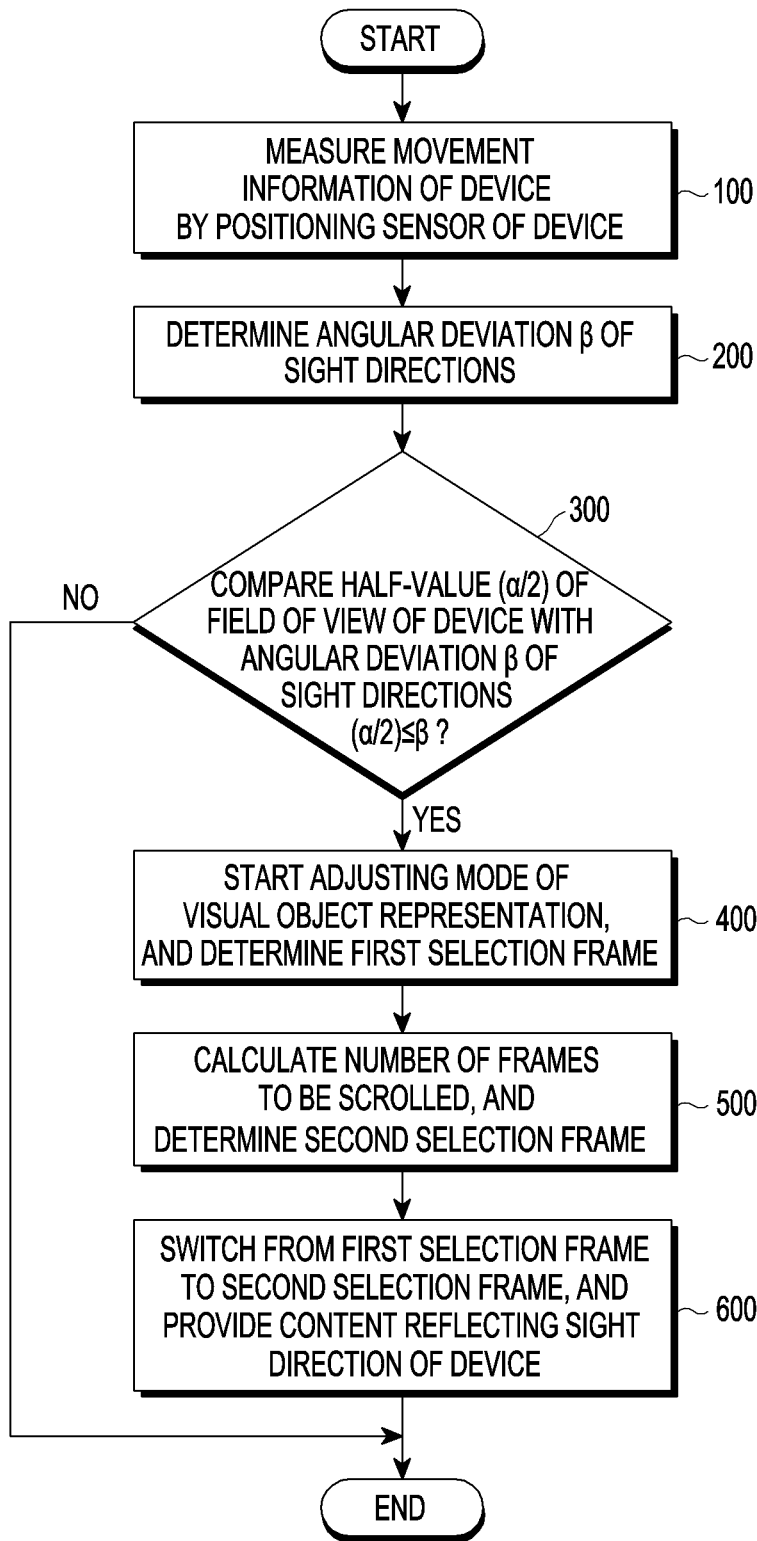 START
MEASURE MOVEMENT
INFORMATION OF DEVICE
BY POSITIONING SENSOR OF DEVICE
100
DETERMINE ANGULAR DEVIATION β OF
SIGHT DIRECTIONS
200
300
NO
COMPARE HALF-VALUE (α/2) OF
FIELD OF VIEW OF DEVICE WITH
ANGULAR DEVIATION β OF
SIGHT DIRECTIONS
(α/2)≤β ?
YES
START ADJUSTING MODE OF
VISUAL OBJECT REPRESENTATION,
AND DETERMINE FIRST SELECTION FRAME
400
CALCULATE NUMBER OF FRAMES
TO BE SCROLLED, AND
DETERMINE SECOND SELECTION FRAME
500
SWITCH FROM FIRST SELECTION FRAME
TO SECOND SELECTION FRAME, AND
PROVIDE CONTENT REFLECTING SIGHT
DIRECTION OF DEVICE
600
END